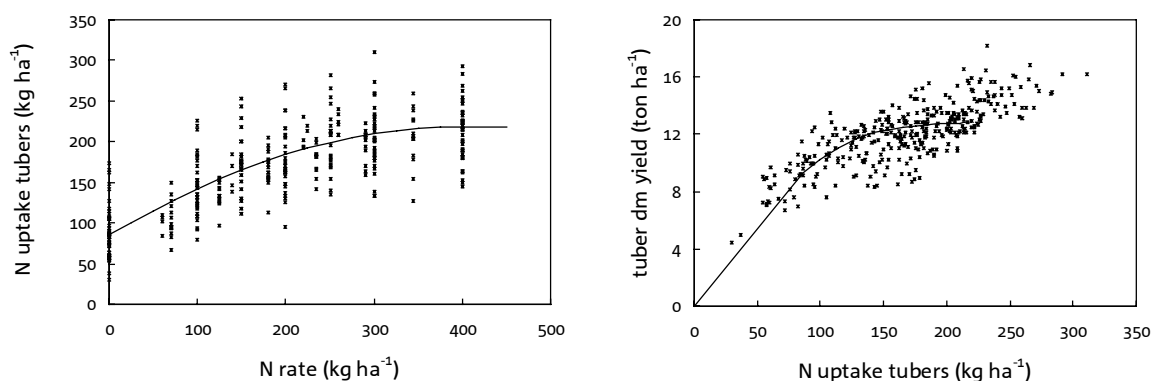 350
300
250
200
150
100
50
0
N uptake tubers (kg ha⁻¹)
0 100 200 300 400 500
N rate (kg ha⁻¹)
20
16
12
8
4
0
tuber dm yield (ton ha⁻¹)
0 50 100 150 200 250 300 350
N uptake tubers (kg ha⁻¹)